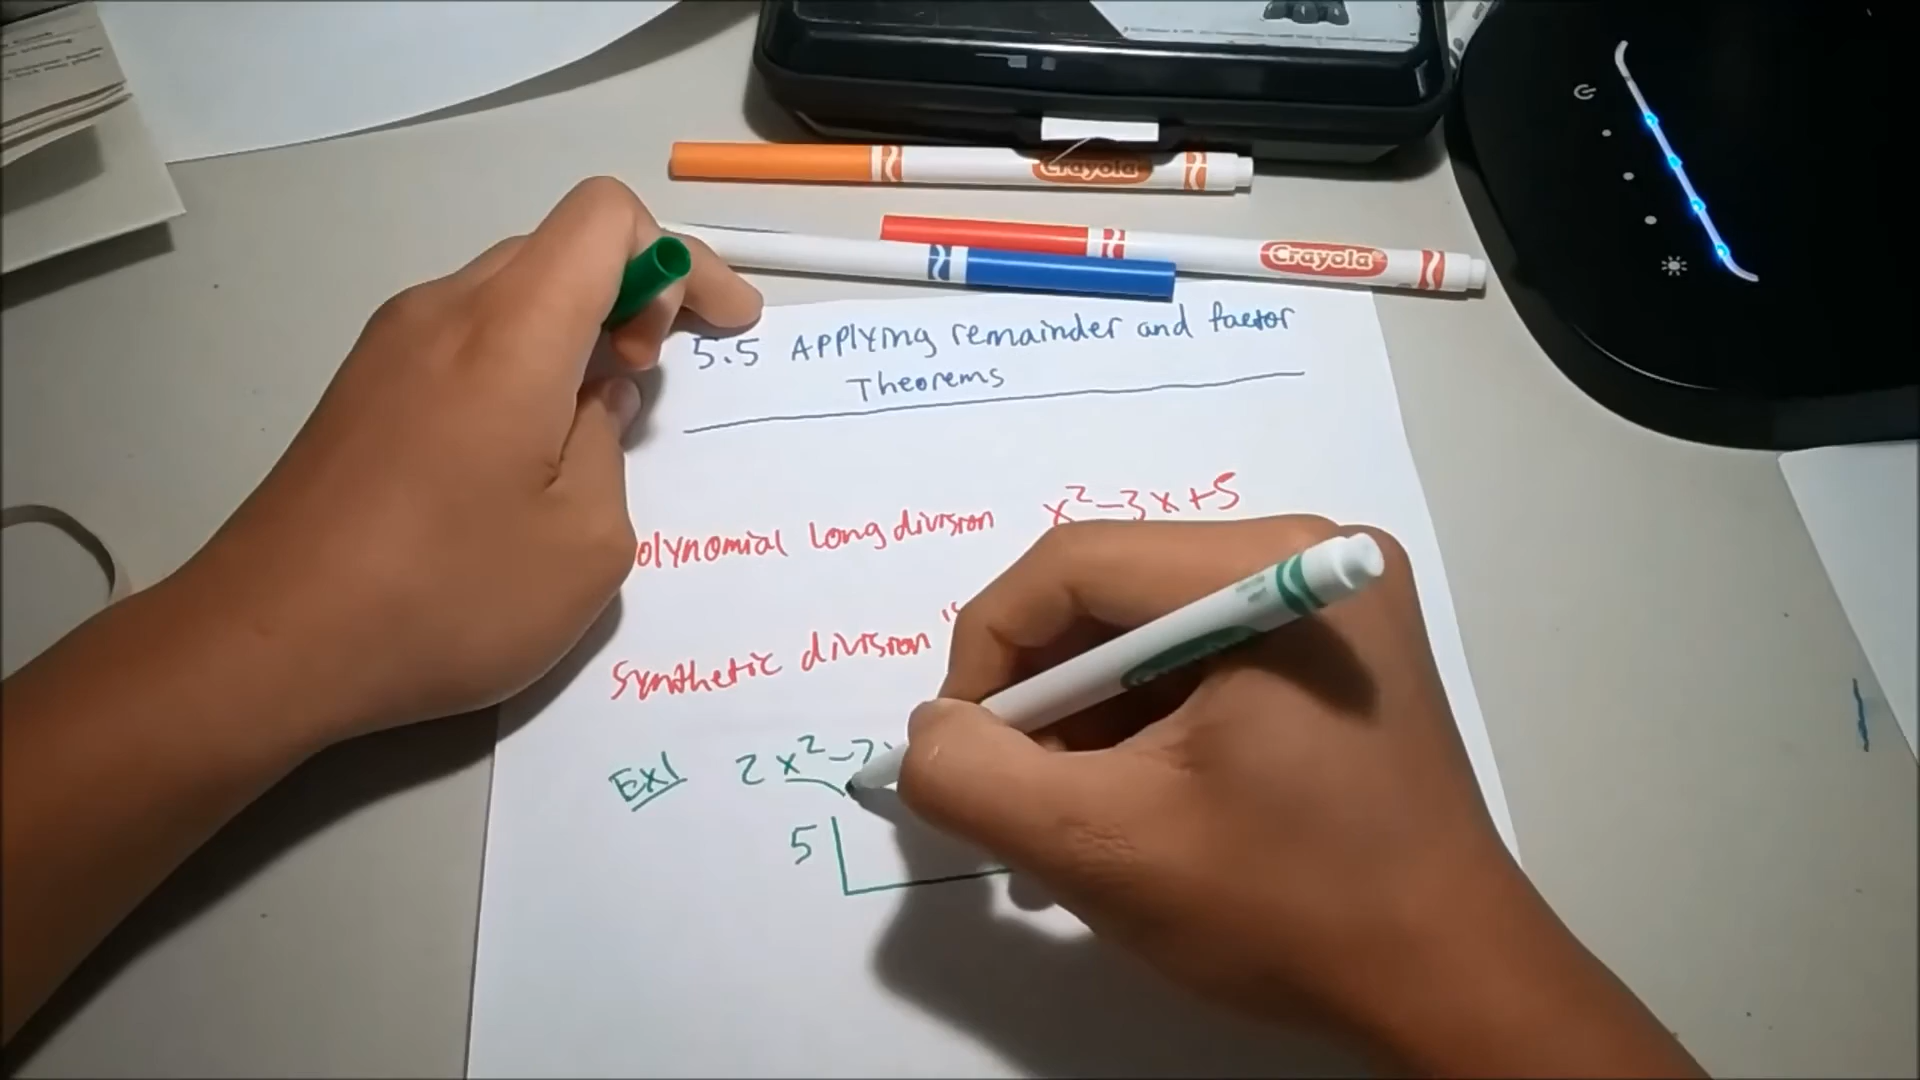 Crayola
Crayola
5.5 Applying remainder and factor
Theorems
olynomial Long division x²-3x+5
Synthetic division "
Ex1 2x²-7
5